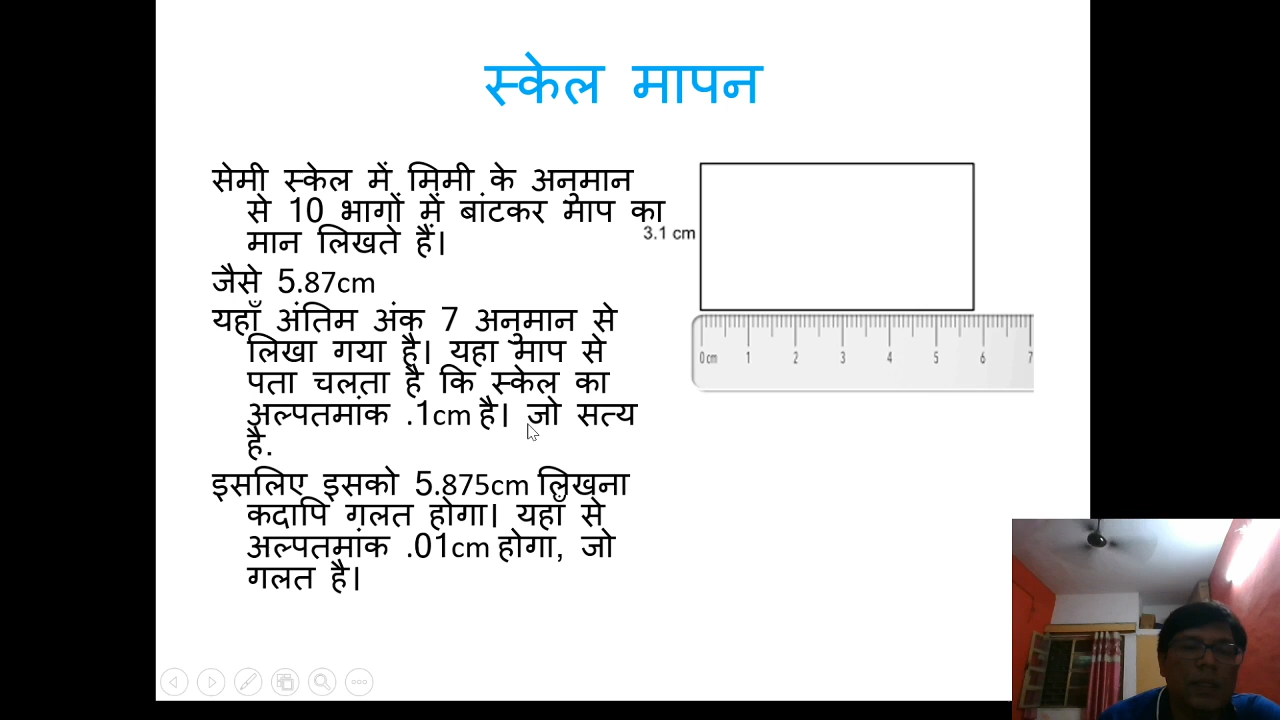 स्केल मापन
सेमी स्केल में मिमी के अनुमान
से 10 भागों में बांटकर माप का
मान लिखते हैं।
जैसे 5.87cm
यहाँ अंतिम अंक 7 अनुमान से
लिखा गया है। यहा माप से
पता चलता है कि स्केल का
अल्पतमांक .1cm है। जो सत्य
है.
इसलिए इसको 5.875cm लिखना
कदापि गलत होगा। यहाँ से
अल्पतमांक .01cm होगा, जो
गलत है।
3.1 cm
0 cm 1 2 3 4 5 6 7